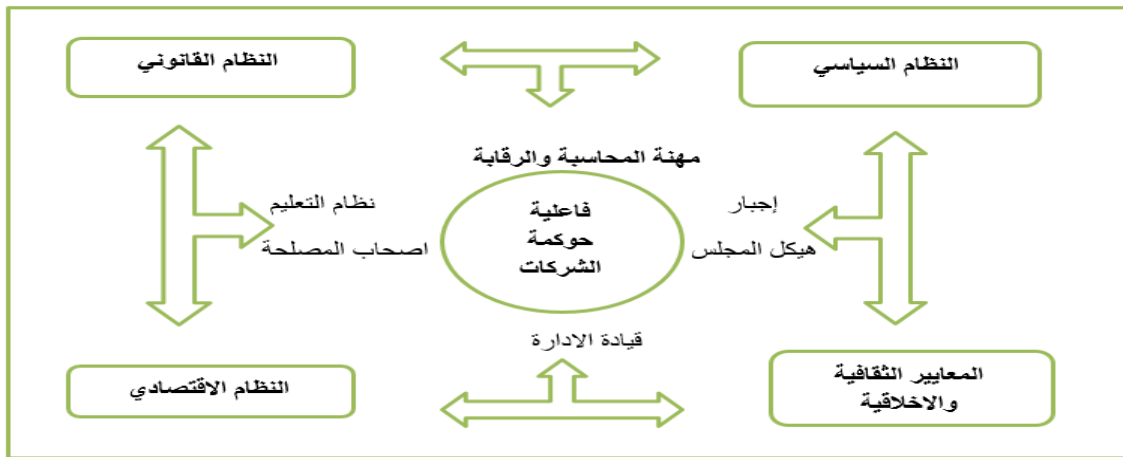 النظام السياسي
النظام القانوني
مهنة المحاسبة والرقابة
إجبار
هيكل المجلس
فاعلية
حوكمة
الشركات
نظام التعليم
اصحاب المصلحة
قيادة الادارة
المعايير الثقافية
والاخلاقية
النظام الاقتصادي